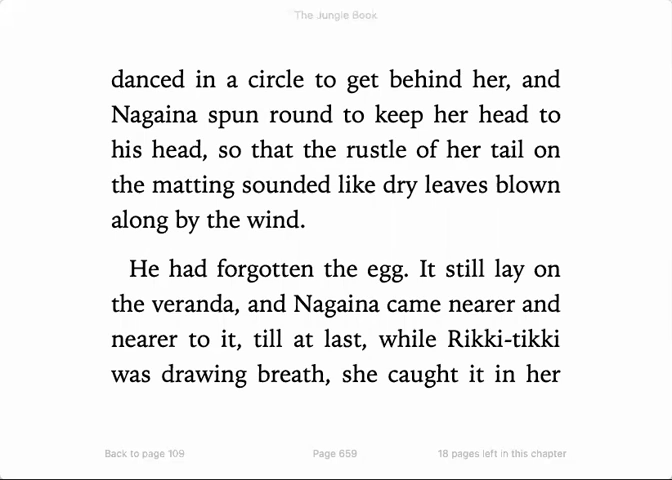 The Jungle Book
danced in a circle to get behind her, and
Nagaina spun round to keep her head to
his head, so that the rustle of her tail on
the matting sounded like dry leaves blown
along by the wind.
He had forgotten the egg. It still lay on
the veranda, and Nagaina came nearer and
nearer to it, till at last, while Rikki-tikki
was drawing breath, she caught it in her
Back to page 109 Page 659 18 pages left in this chapter